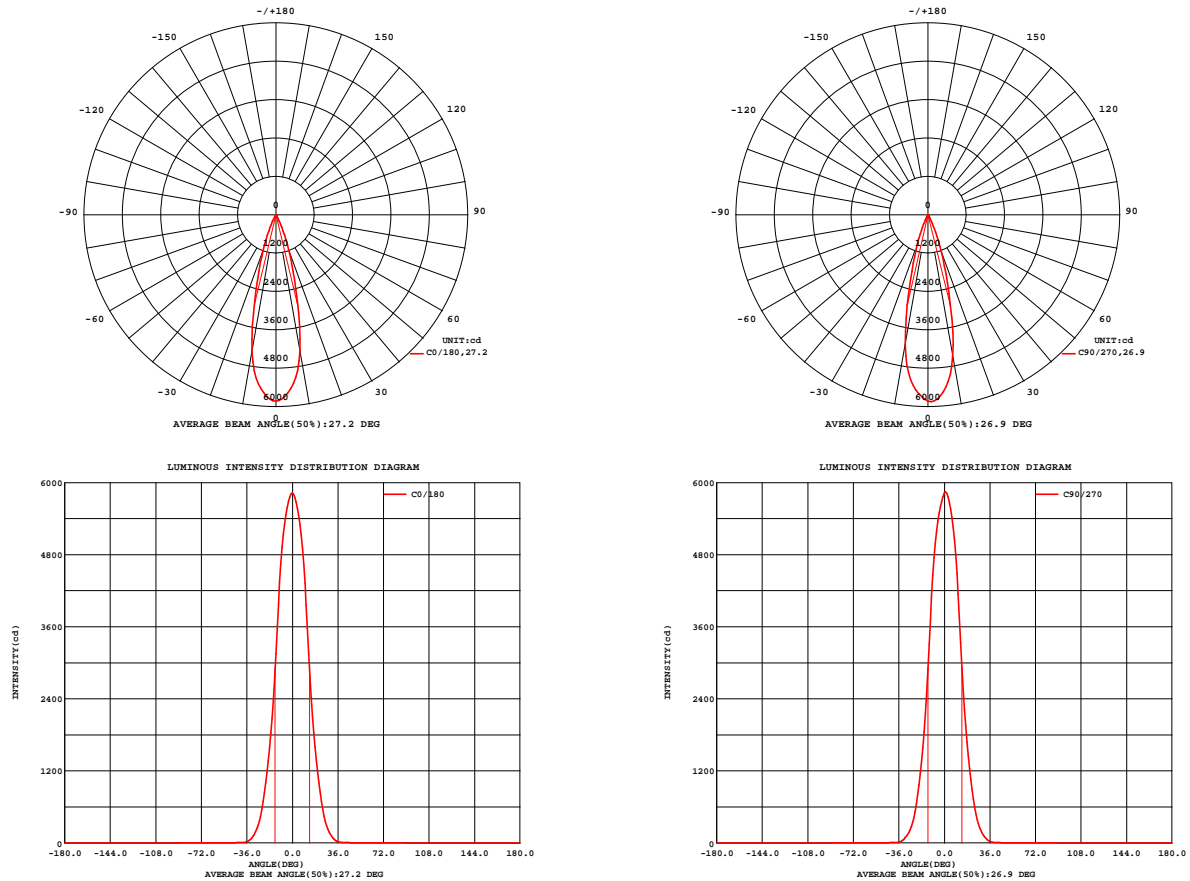 -/+180
-150
150
-120
120
-90
90
-60
60
-30
30
0
0
1200
2400
3600
4800
6000
UNIT:cd
C0/180,27.2
AVERAGE BEAM ANGLE(50%):27.2 DEG
-/+180
-150
150
-120
120
-90
90
-60
60
-30
30
0
0
1200
2400
3600
4800
6000
UNIT:cd
C90/270,26.9
AVERAGE BEAM ANGLE(50%):26.9 DEG
LUMINOUS INTENSITY DISTRIBUTION DIAGRAM
C0/180
INTENSITY(cd)
6000
4800
3600
2400
1200
0
-180.0 -144.0 -108.0 -72.0 -36.0 0.0 36.0 72.0 108.0 144.0 180.0
ANGLE(DEG)
AVERAGE BEAM ANGLE(50%):27.2 DEG
LUMINOUS INTENSITY DISTRIBUTION DIAGRAM
C90/270
INTENSITY(cd)
6000
4800
3600
2400
1200
0
-180.0 -144.0 -108.0 -72.0 -36.0 0.0 36.0 72.0 108.0 144.0 180.0
ANGLE(DEG)
AVERAGE BEAM ANGLE(50%):26.9 DEG